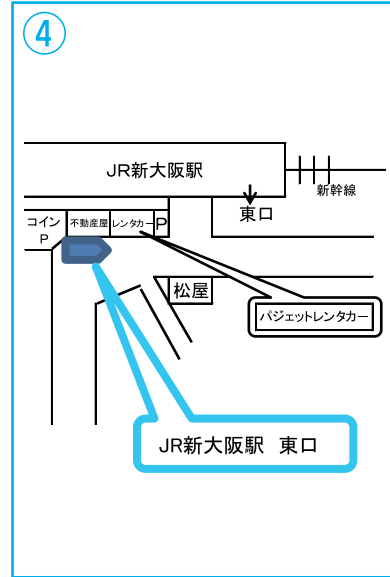 ④
JR新大阪駅
新幹線
東口
コイン
P
不動産屋
レンタカー
P
松屋
パジェットレンタカー
JR新大阪駅 東口